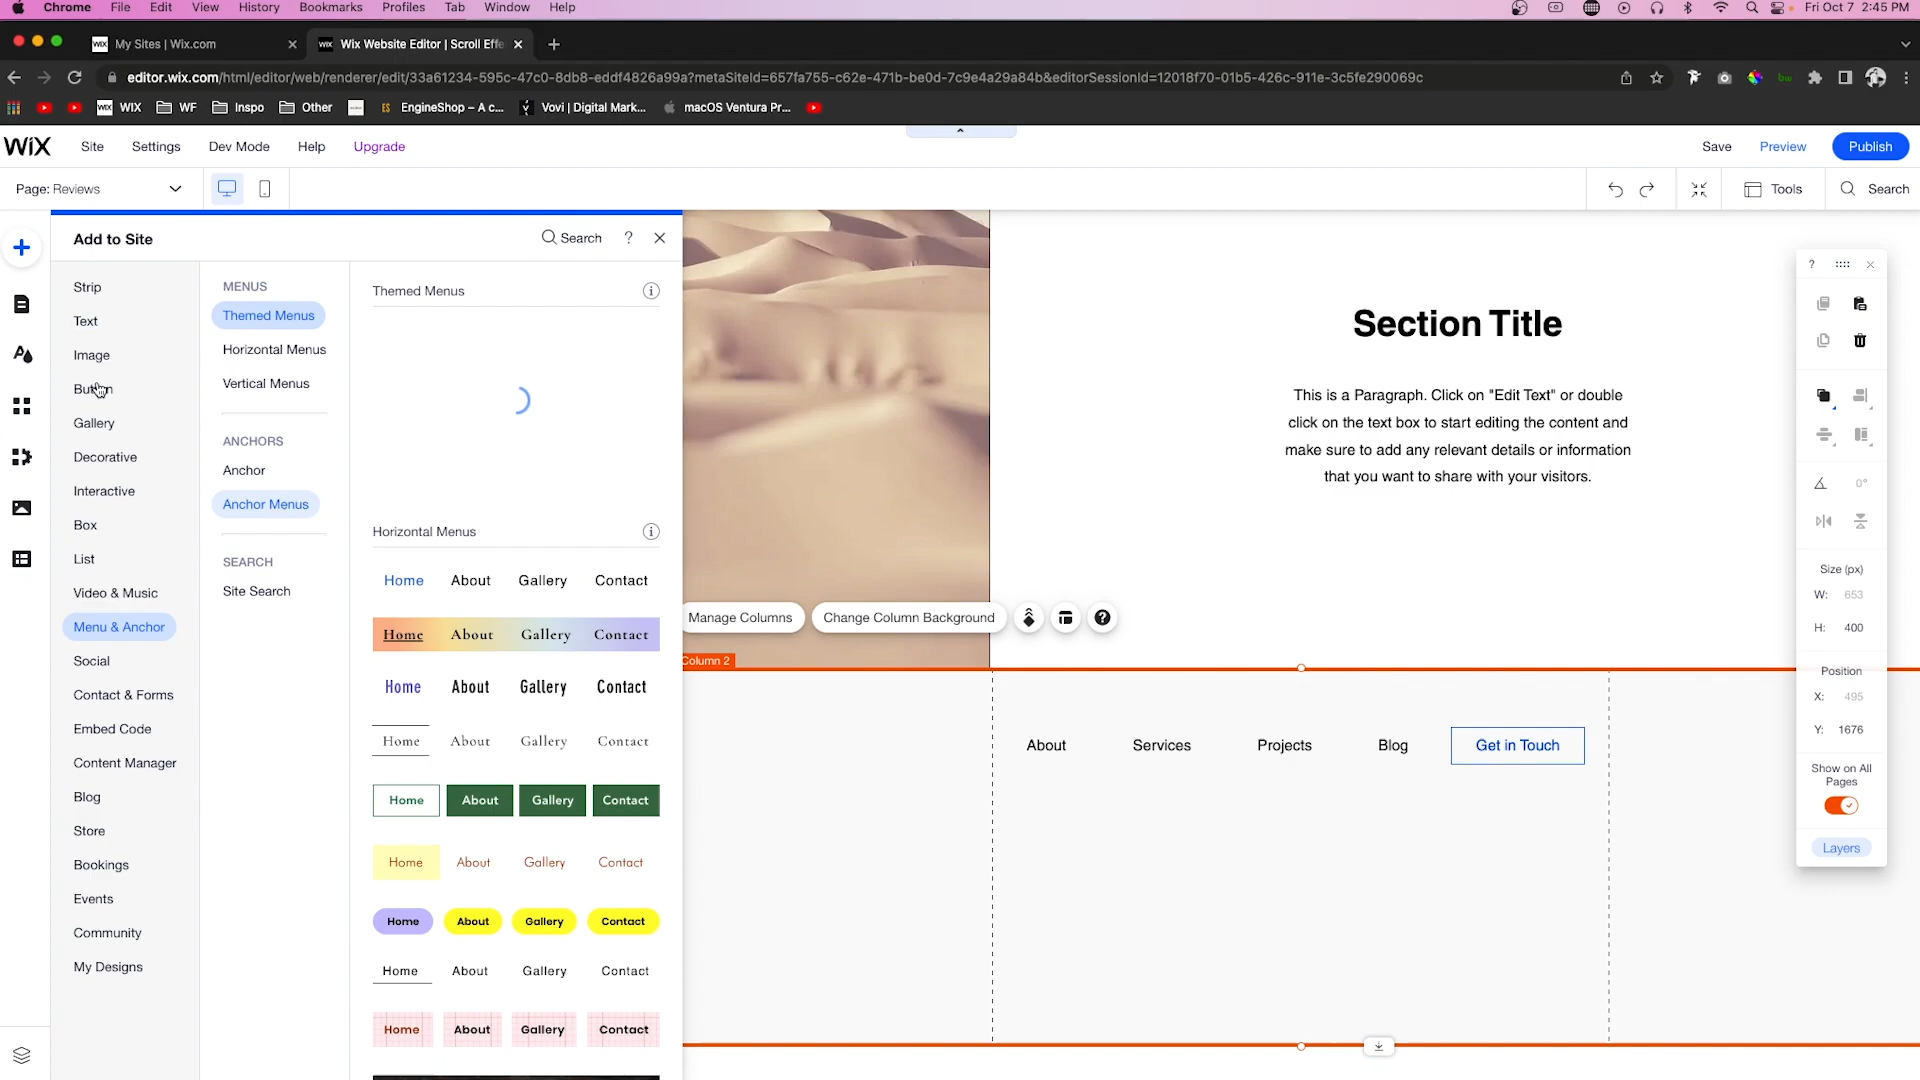 Chrome File Edit View History Bookmarks Profiles Tab Window Help Fri Oct 7 2:45 PM
WiX My Sites | Wix.com WiX Wix Website Editor | Scroll Effe
editor.wix.com/html/editor/web/renderer/edit/33a61234-595c-47c0-8db8-eddf4826a99a?metaSiteId=657fa755-c62e-471b-be0d-7c9e4a29a84b&editorSessionId=12018f70-01b5-426c-911e-3c5fe290069c
WiX WIX WF Inspo Other ES EngineShop – A c... Vovi | Digital Mark... macOS Ventura Pr...
WiX Site Settings Dev Mode Help Upgrade Save Preview Publish
Page: Reviews Tools Search
Add to Site Search ?
Strip
Text
Image
Button
Gallery
Decorative
Interactive
Box
List
Video & Music
Menu & Anchor
Social
Contact & Forms
Embed Code
Content Manager
Blog
Store
Bookings
Events
Community
My Designs
MENUS
Themed Menus
Horizontal Menus
Vertical Menus
ANCHORS
Anchor
Anchor Menus
SEARCH
Site Search
Themed Menus
Horizontal Menus
Home About Gallery Contact
Home About Gallery Contact
Home About Gallery Contact
Home About Gallery Contact
Home About Gallery Contact
Home About Gallery Contact
Home About Gallery Contact
Home About Gallery Contact
Home About Gallery Contact
Section Title
This is a Paragraph. Click on "Edit Text" or double
click on the text box to start editing the content and
make sure to add any relevant details or information
that you want to share with your visitors.
Manage Columns Change Column Background ?
Column 2
About Services Projects Blog Get in Touch
?
0°
Size (px)
W: 653
H: 400
Position
X: 495
Y: 1676
Show on All
Pages
Layers